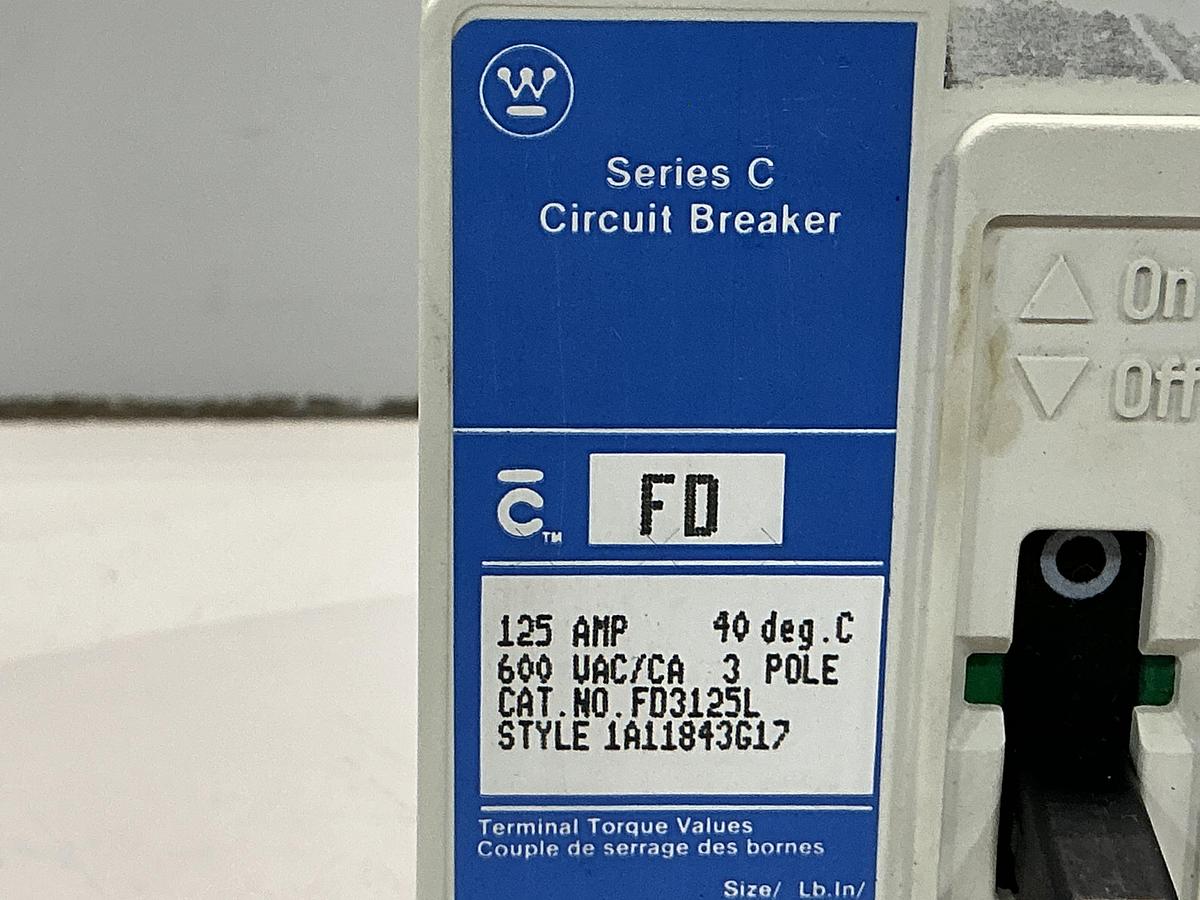 W
Series C
Circuit Breaker
On
Off
C™
FD
125 AMP 40 deg.C
600 VAC/CA 3 POLE
CAT.NO.FD3125L
STYLE 1A11843G17
Terminal Torque Values
Couple de serrage des bornes
Size/ Lb.In/